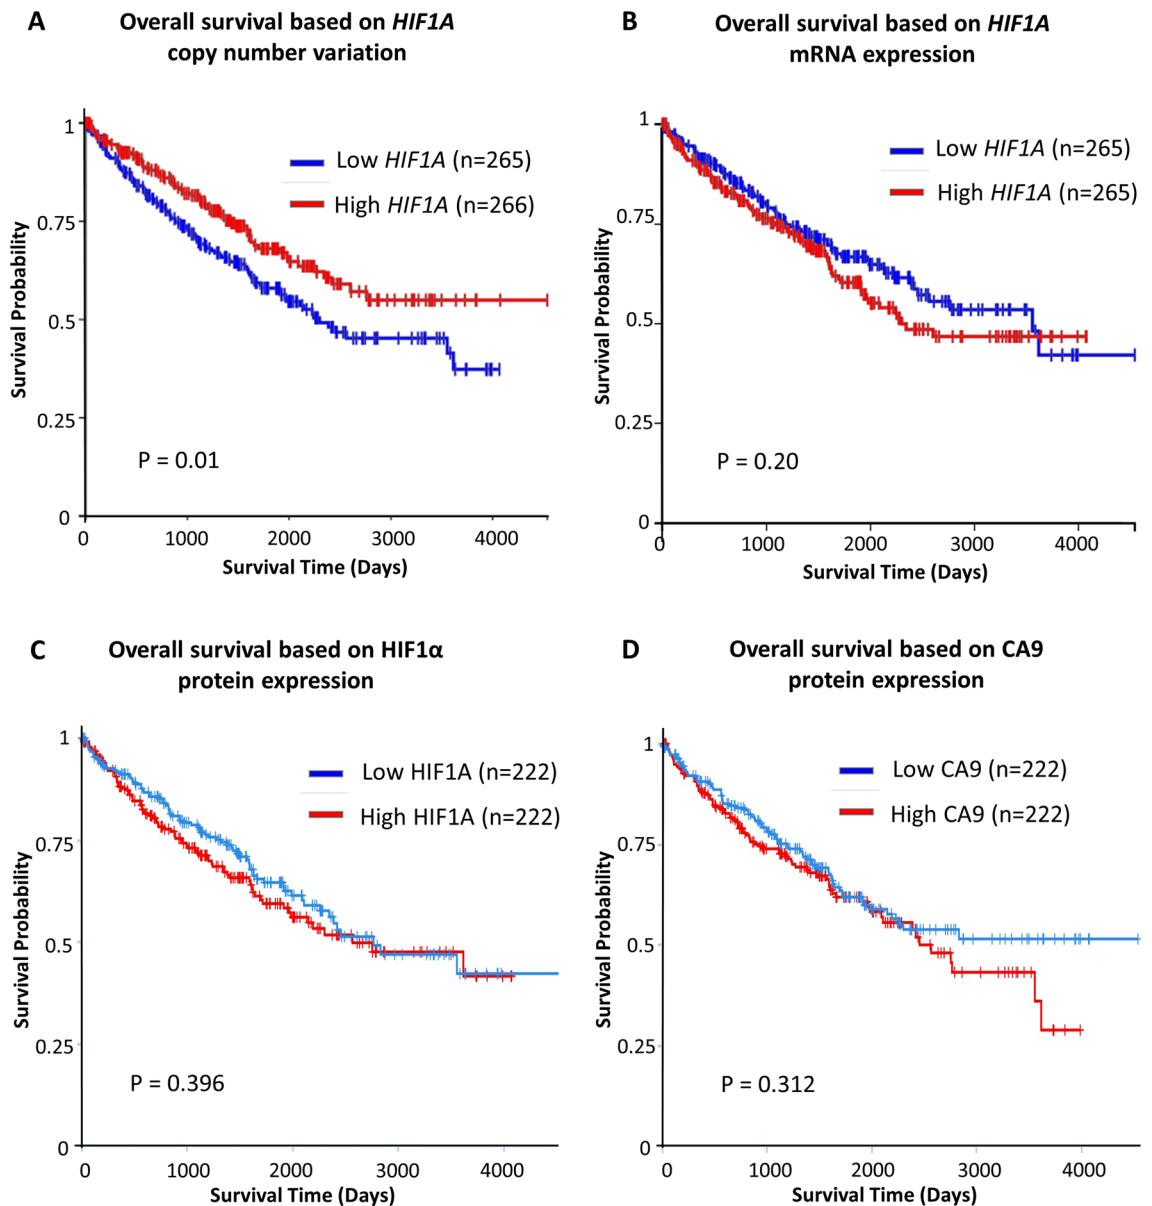 A
Overall survival based on HIF1A
copy number variation
1
0.75
0.5
0.25
0
Survival Probability
Low HIF1A (n=265)
High HIF1A (n=266)
P = 0.01
0 1000 2000 3000 4000
Survival Time (Days)
B
Overall survival based on HIF1A
mRNA expression
1
0.75
0.5
0.25
0
Survival Probability
Low HIF1A (n=265)
High HIF1A (n=265)
P = 0.20
0 1000 2000 3000 4000
Survival Time (Days)
C
Overall survival based on HIF1α
protein expression
1
0.75
0.5
0.25
0
Survival Probability
Low HIF1A (n=222)
High HIF1A (n=222)
P = 0.396
0 1000 2000 3000 4000
Survival Time (Days)
D
Overall survival based on CA9
protein expression
1
0.75
0.5
0.25
0
Survival Probability
Low CA9 (n=222)
High CA9 (n=222)
P = 0.312
0 1000 2000 3000 4000
Survival Time (Days)